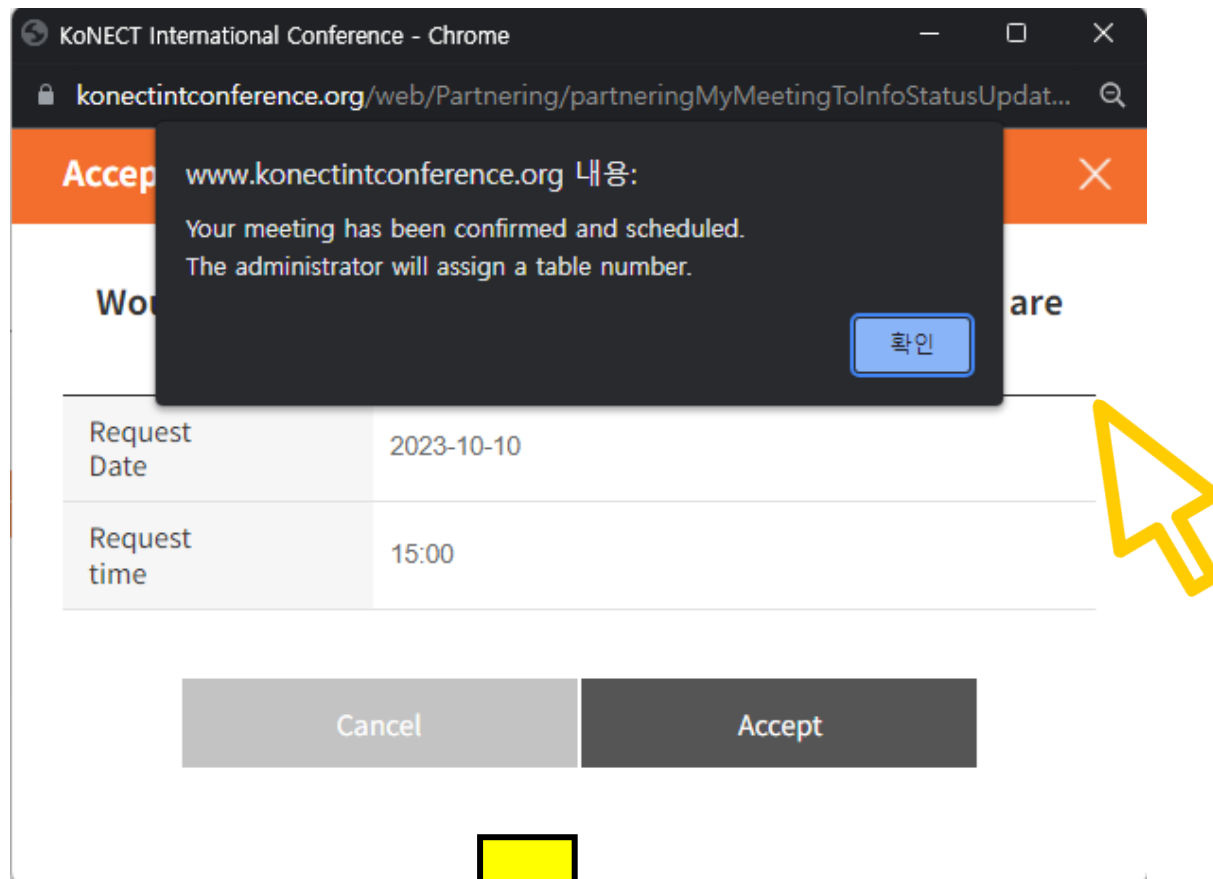 KoNECT International Conference - Chrome
konectintconference.org/web/Partnering/partneringMyMeetingToInfoStatusUpdat...
Accep
www.konectintconference.org 내용:
Your meeting has been confirmed and scheduled.
The administrator will assign a table number.
확인
are
Request
Date
2023-10-10
Request
time
15:00
Cancel
Accept